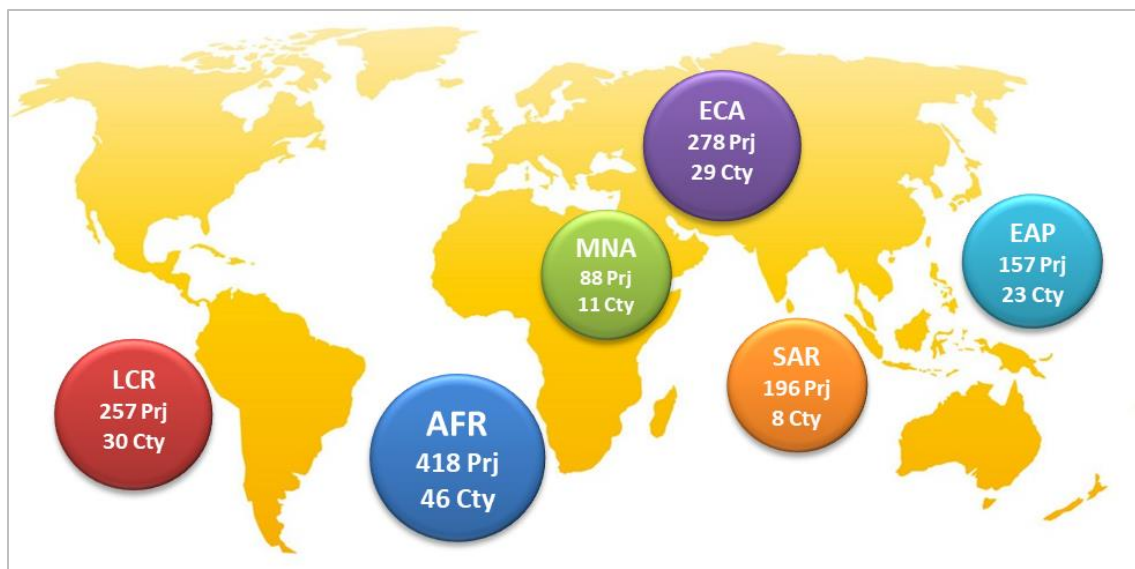 ECA
278 Prj
29 Cty
MNA
88 Prj
11 Cty
EAP
157 Prj
23 Cty
LCR
257 Prj
30 Cty
AFR
418 Prj
46 Cty
SAR
196 Prj
8 Cty